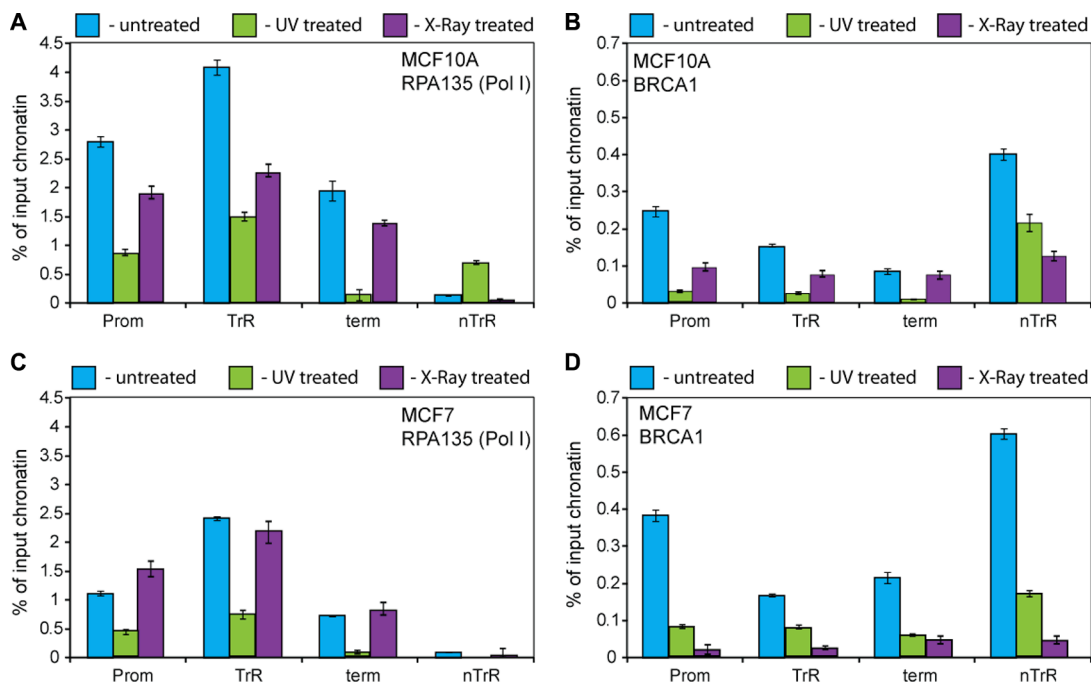 A
- untreated - UV treated - X-Ray treated
MCF10A
RPA135 (Pol I)
% of input chronatin
4.5
4
3.5
3
2.5
2
1.5
1
0.5
0
Prom TrR term nTrR
B
- untreated - UV treated - X-Ray treated
MCF10A
BRCA1
% of input chronatin
0.7
0.6
0.5
0.4
0.3
0.2
0.1
0
Prom TrR term nTrR
C
- untreated - UV treated - X-Ray treated
MCF7
RPA135 (Pol I)
% of input chronatin
4.5
4
3.5
3
2.5
2
1.5
1
0.5
0
Prom TrR term nTrR
D
- untreated - UV treated - X-Ray treated
MCF7
BRCA1
% of input chronatin
0.7
0.6
0.5
0.4
0.3
0.2
0.1
0
Prom TrR term nTrR